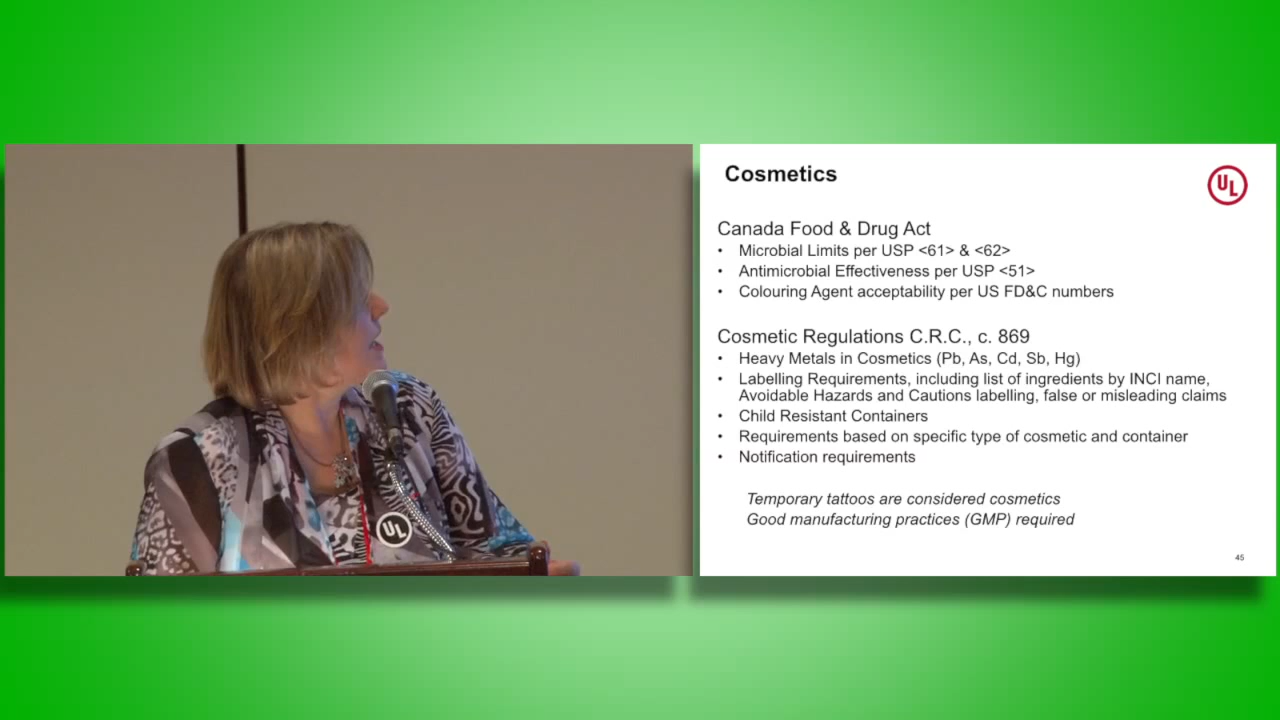 Cosmetics
UL
Canada Food & Drug Act
• Microbial Limits per USP <61> & <62>
• Antimicrobial Effectiveness per USP <51>
• Colouring Agent acceptability per US FD&C numbers
Cosmetic Regulations C.R.C., c. 869
• Heavy Metals in Cosmetics (Pb, As, Cd, Sb, Hg)
• Labelling Requirements, including list of ingredients by INCI name,
Avoidable Hazards and Cautions labelling, false or misleading claims
• Child Resistant Containers
• Requirements based on specific type of cosmetic and container
• Notification requirements
Temporary tattoos are considered cosmetics
Good manufacturing practices (GMP) required
45
UL